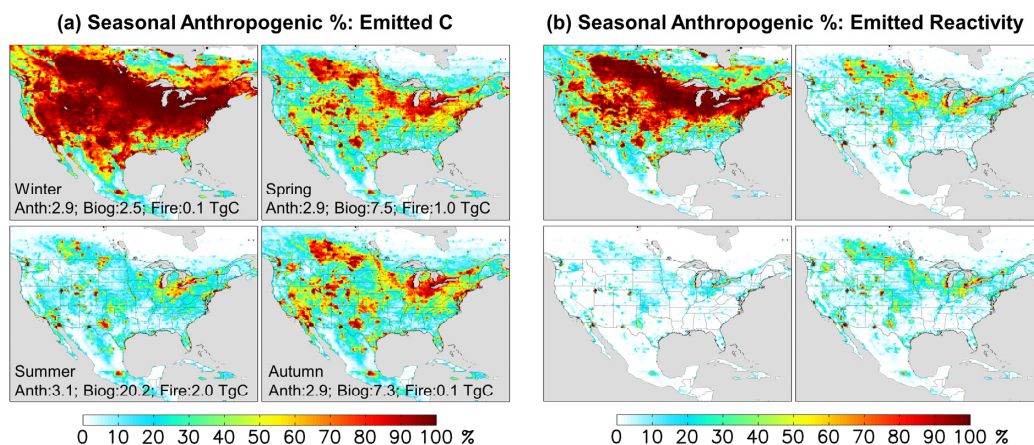 (a) Seasonal Anthropogenic %: Emitted C
(b) Seasonal Anthropogenic %: Emitted Reactivity
Winter
Anth:2.9; Biog:2.5; Fire:0.1 TgC
Spring
Anth:2.9; Biog:7.5; Fire:1.0 TgC
Summer
Anth:3.1; Biog:20.2; Fire:2.0 TgC
Autumn
Anth:2.9; Biog:7.3; Fire:0.1 TgC
0 10 20 30 40 50 60 70 80 90 100 %
0 10 20 30 40 50 60 70 80 90 100 %